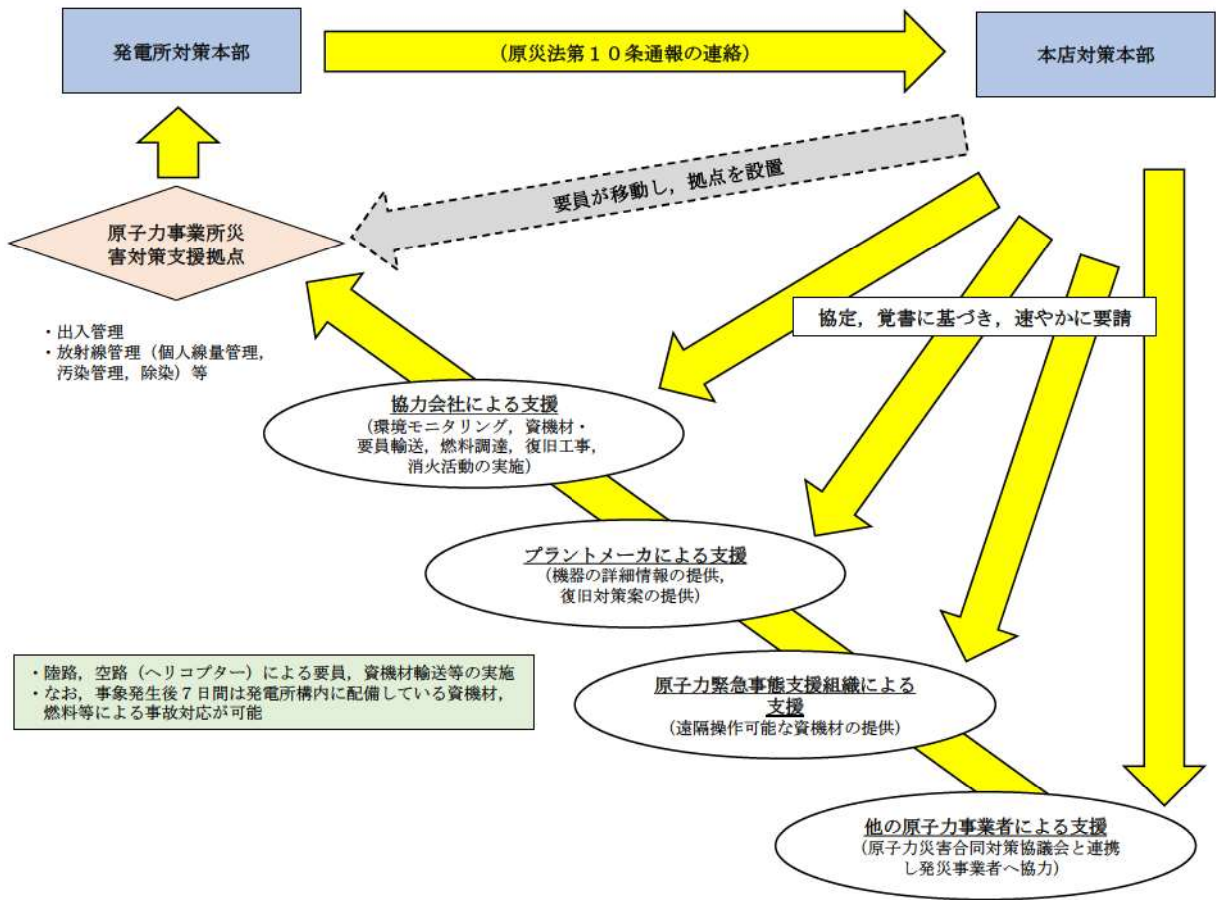 発電所対策本部
(原災法第10条通報の連絡)
本店対策本部
要員が移動し，拠点を設置
原子力事業所災
害対策支援拠点
・出入管理
・放射線管理（個人線量管理，
汚染管理，除染）等
協定，覚書に基づき，速やかに要請
協力会社による支援
(環境モニタリング，資機材・
要員輸送，燃料調達，復旧工事，
消火活動の実施)
プラントメーカによる支援
(機器の詳細情報の提供，
復旧対策案の提供)
・陸路，空路（ヘリコプター）による要員，資機材輸送等の実施
・なお，事象発生後７日間は発電所構内に配備している資機材，
燃料等による事故対応が可能
原子力緊急事態支援組織による
支援
(遠隔操作可能な資機材の提供)
他の原子力事業者による支援
(原子力災害合同対策協議会と連携
し発災事業者へ協力)